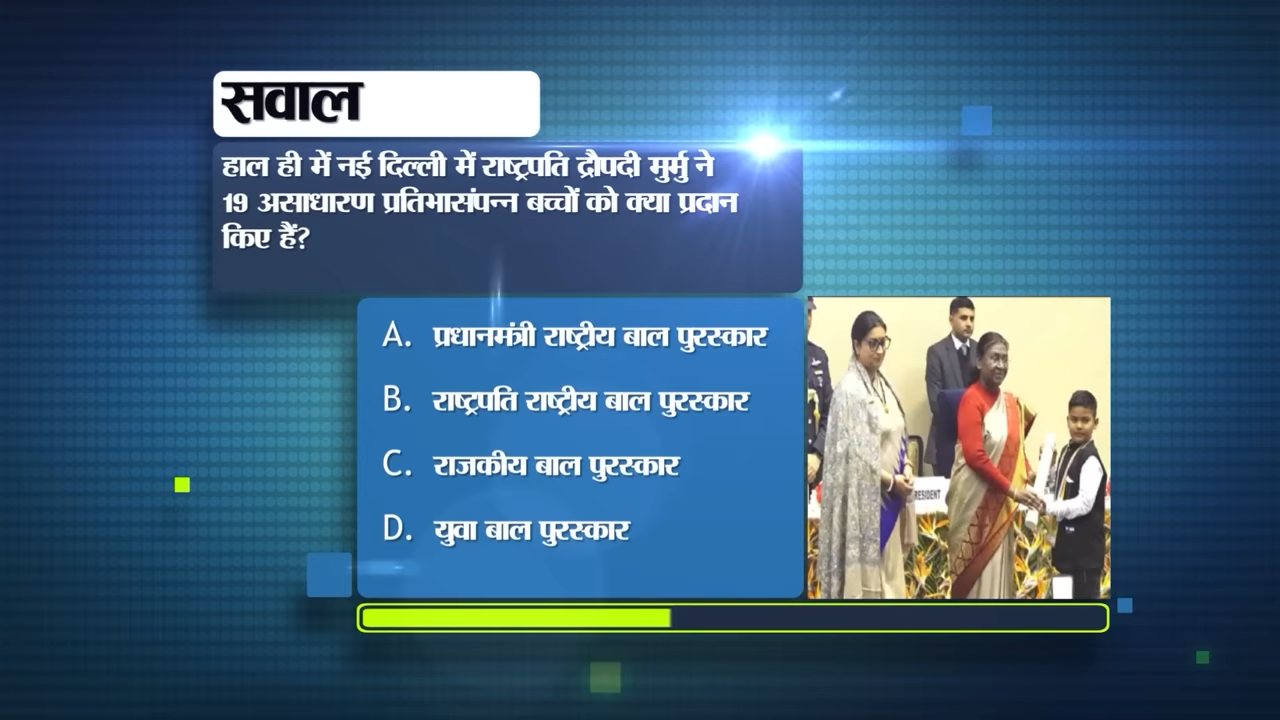 सवाल
हाल ही में नई दिल्ली में राष्ट्रपति द्रौपदी मुर्मु ने
19 असाधारण प्रतिभासंपन्न बच्चों को क्या प्रदान
किए हैं?
A. प्रधानमंत्री राष्ट्रीय बाल पुरस्कार
B. राष्ट्रपति राष्ट्रीय बाल पुरस्कार
C. राजकीय बाल पुरस्कार
D. युवा बाल पुरस्कार
RESIDENT